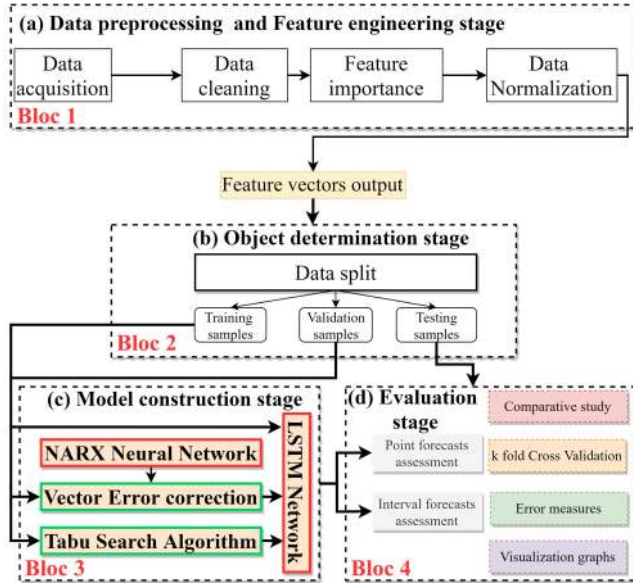 (a) Data preprocessing and Feature engineering stage
Data
acquisition
Data
cleaning
Feature
importance
Data
Normalization
Bloc 1
Feature vectors output
(b) Object determination stage
Data split
Training
samples
Validation
samples
Testing
samples
Bloc 2
(c) Model construction stage
NARX Neural Network
Vector Error correction
Tabu Search Algorithm
LSTM Network
Bloc 3
(d) Evaluation
stage
Point forecasts
assessment
Interval forecasts
assessment
Comparative study
k fold Cross Validation
Error measures
Visualization graphs
Bloc 4